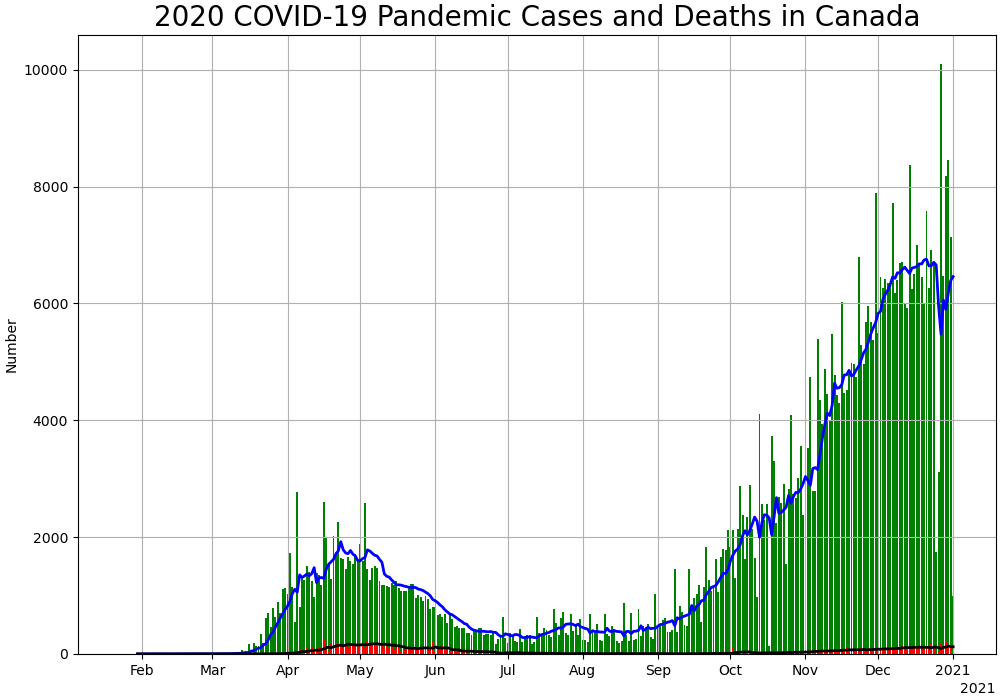 2020 COVID-19 Pandemic Cases and Deaths in Canada
Number
10000
8000
6000
4000
2000
0
Feb Mar Apr May Jun Jul Aug Sep Oct Nov Dec 2021
2021